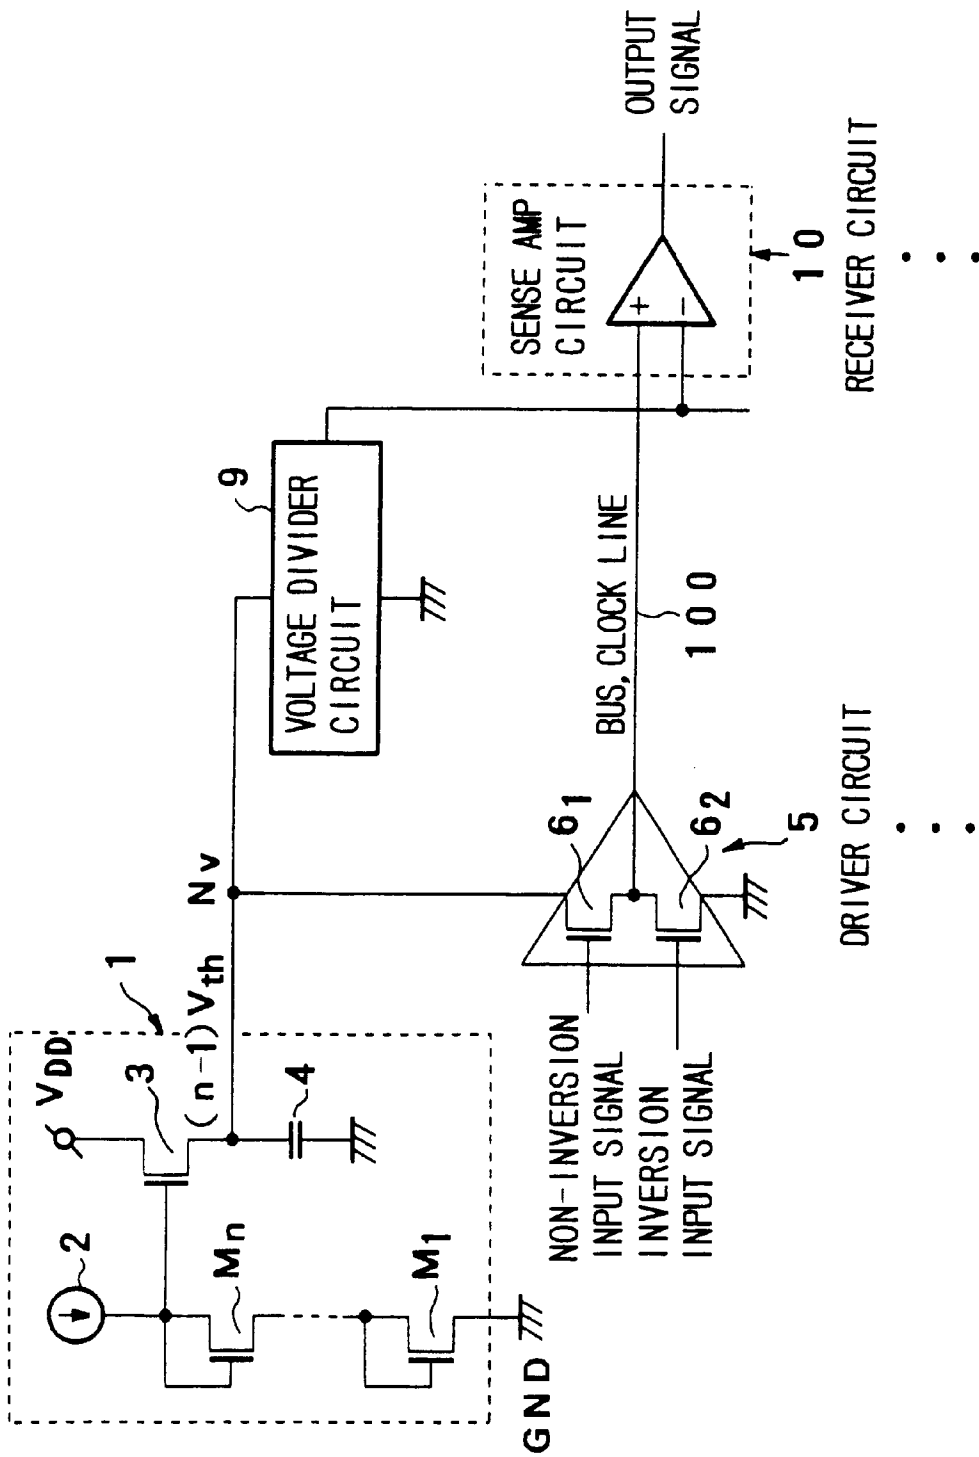 1
VDD
2
3
4
Mn
M1
GND
(n-1)Vth
Nv
9
VOLTAGE DIVIDER
CIRCUIT
NON-INVERSION
INPUT SIGNAL
INVERSION
INPUT SIGNAL
61
62
5
DRIVER CIRCUIT
BUS, CLOCK LINE
100
SENSE AMP
CIRCUIT
+
−
10
RECEIVER CIRCUIT
OUTPUT
SIGNAL